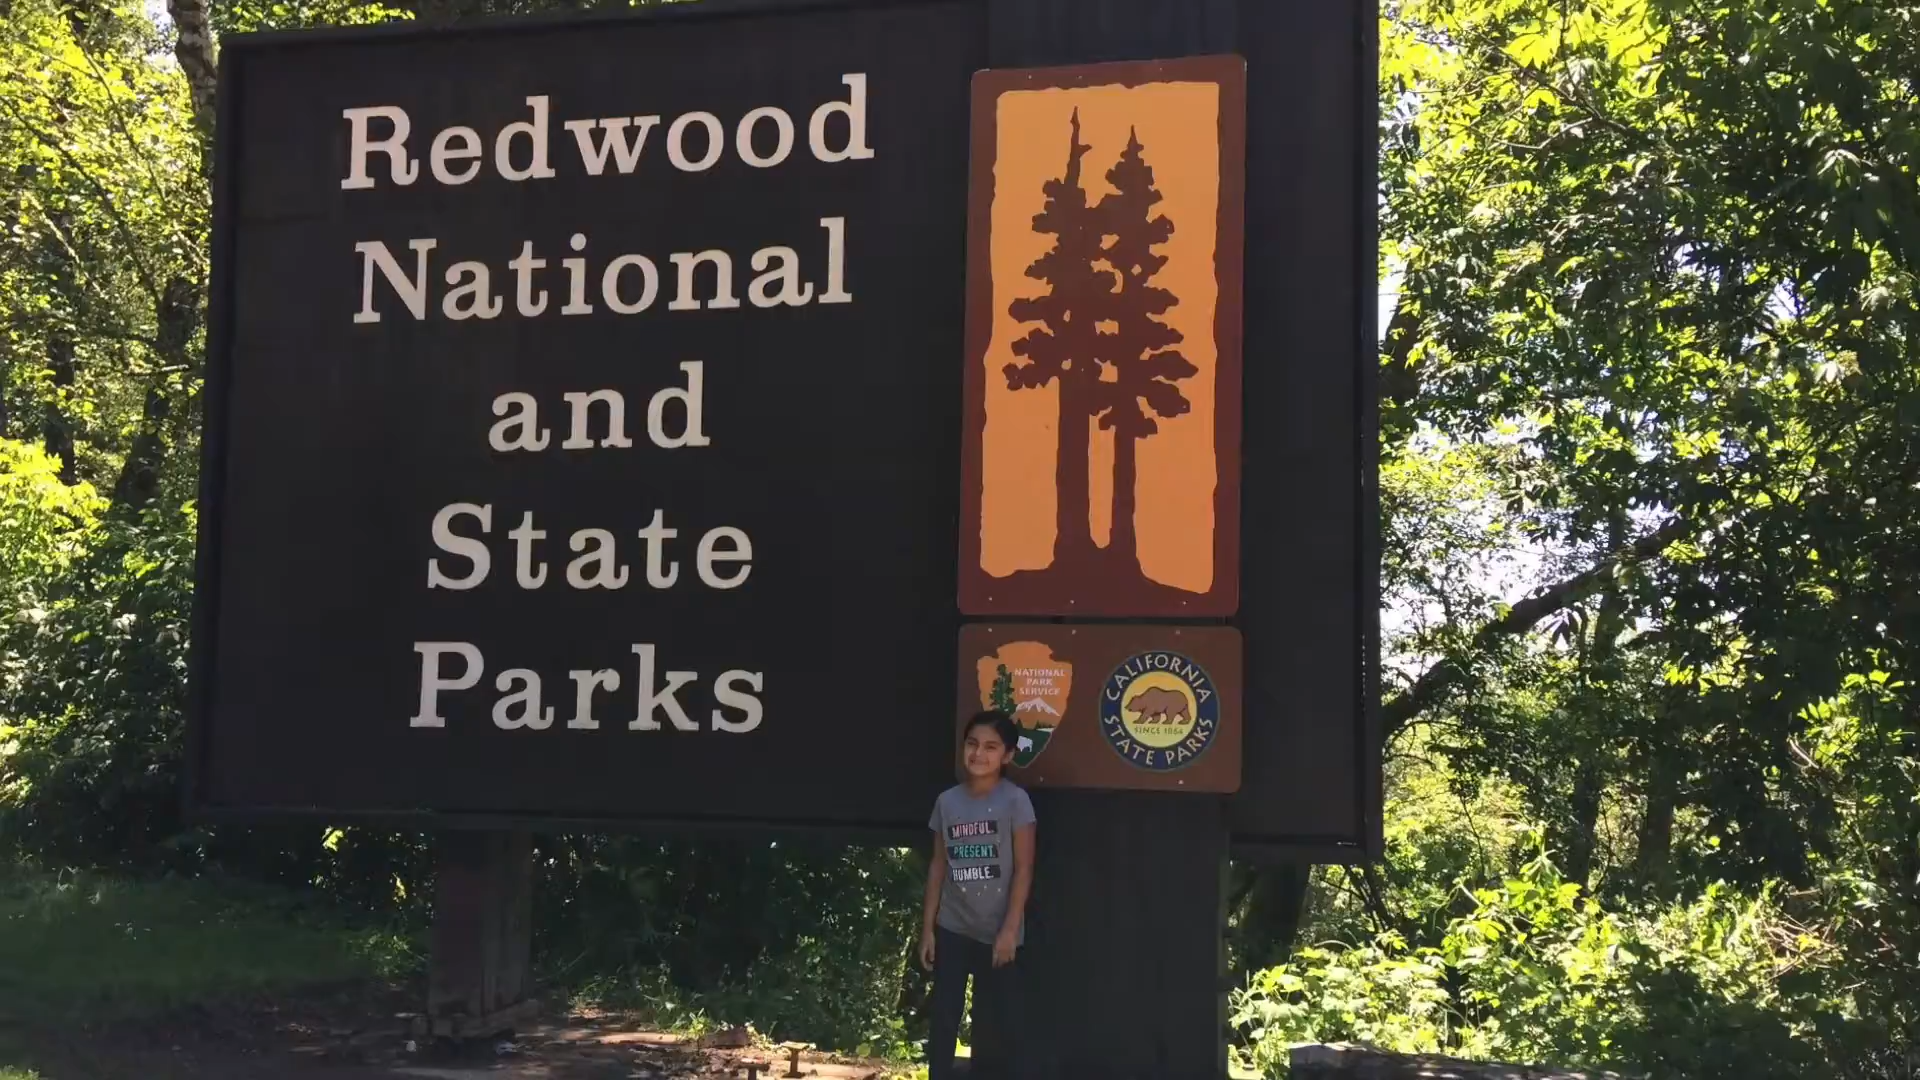 Redwood
National
and
State
Parks
NATIONAL
PARK
SERVICE
CALIFORNIA
SINCE 1864
STATE PARKS
MINDFUL.
PRESENT.
HUMBLE.